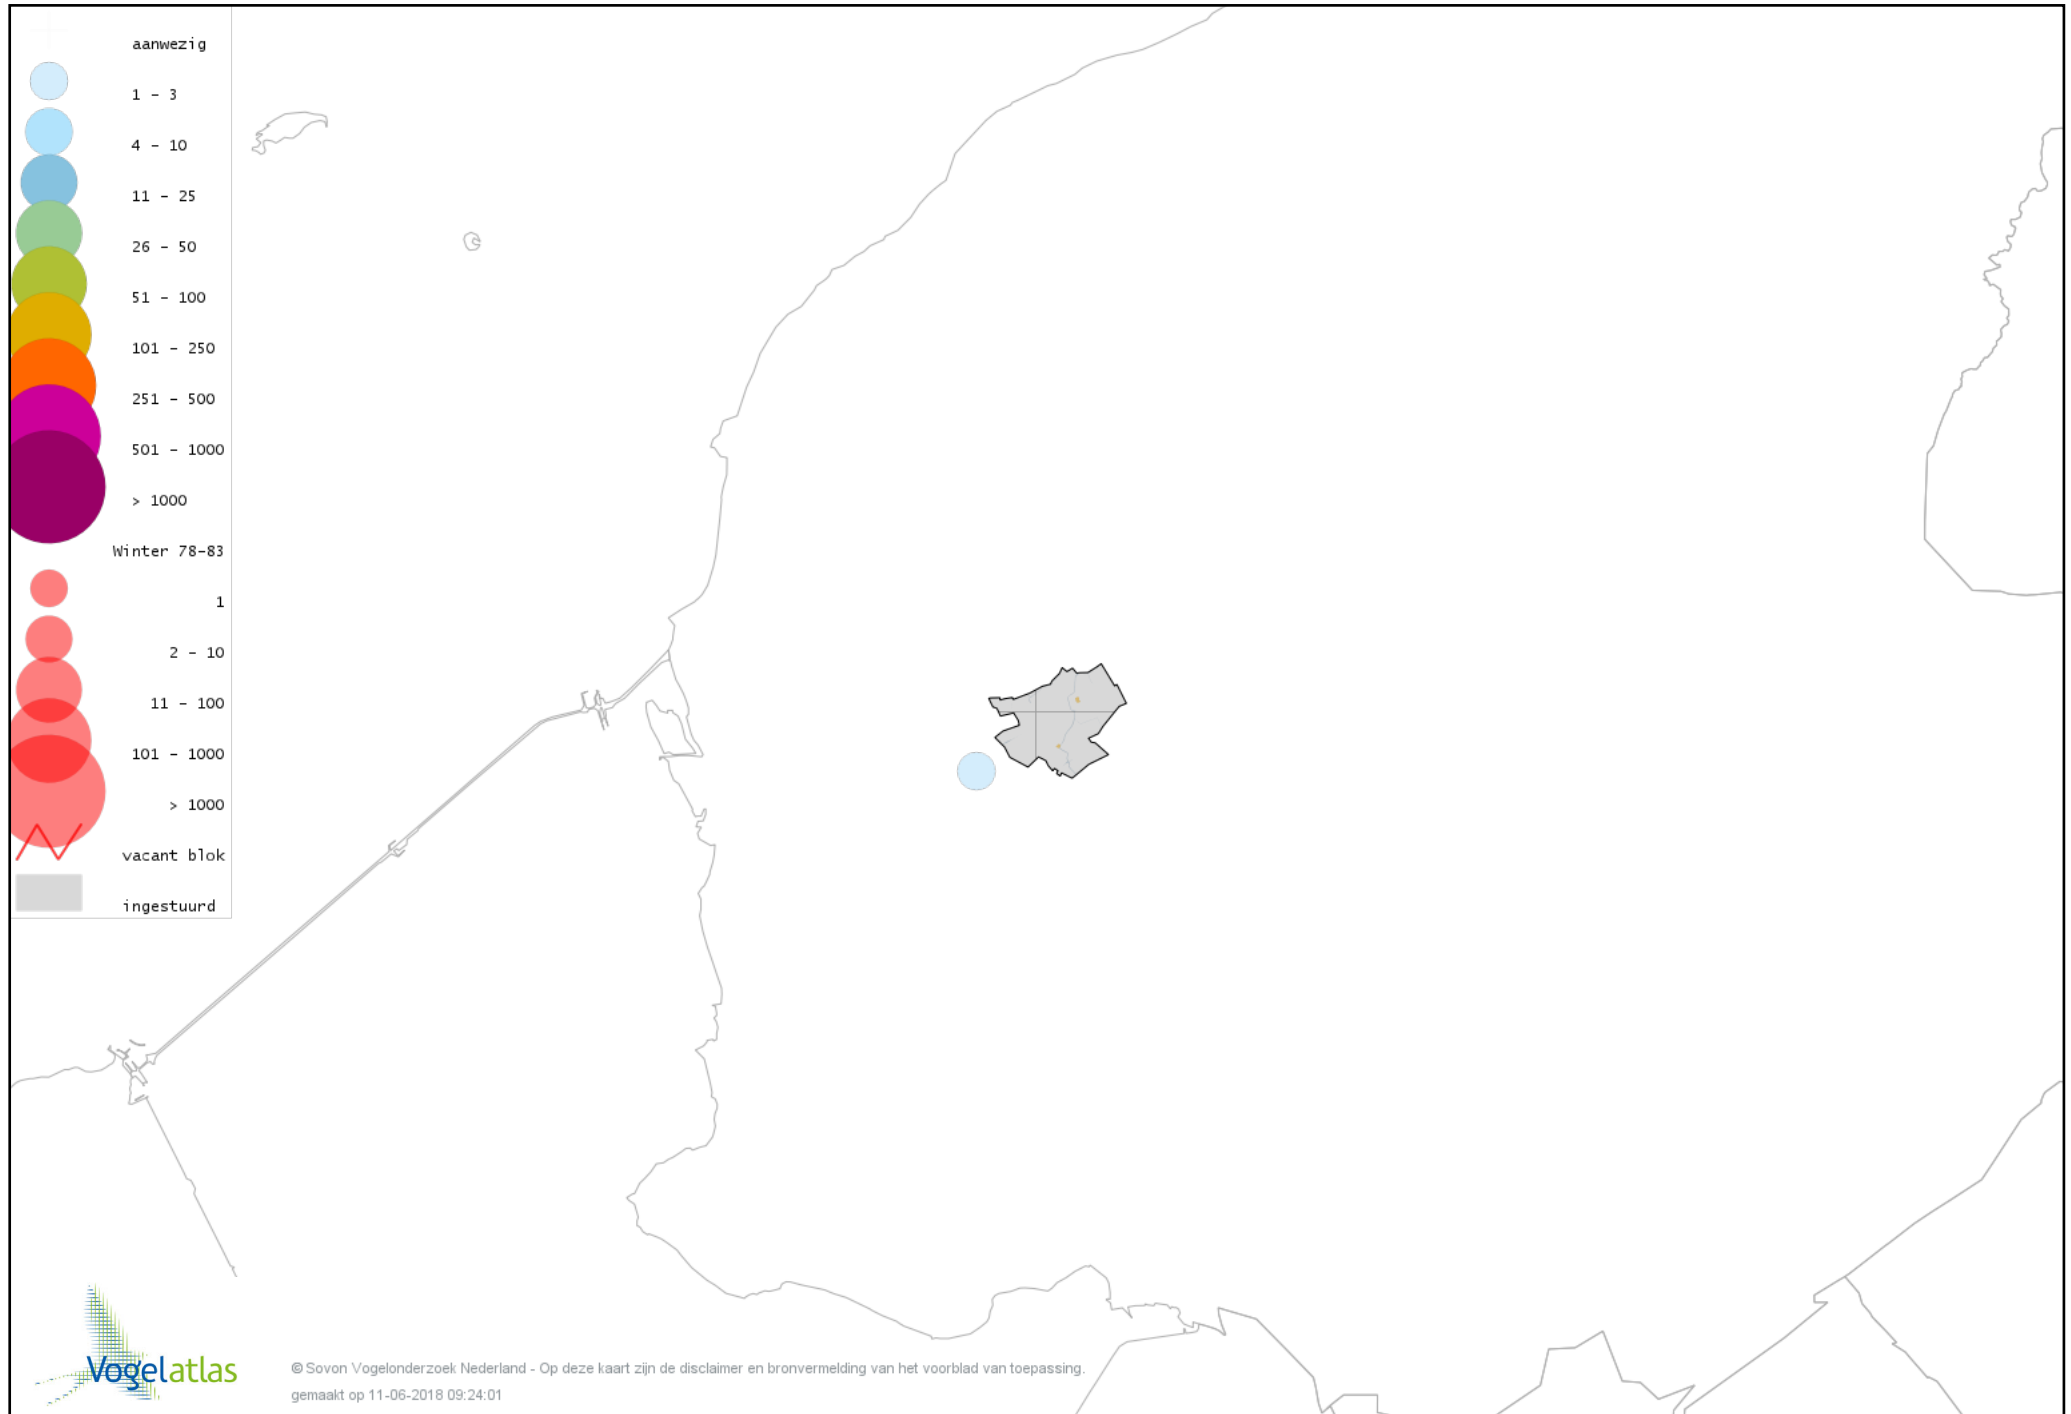 aanwezig
1 - 3
4 - 10
11 - 25
26 - 50
51 - 100
101 - 250
251 - 500
501 - 1000
> 1000
Winter 78-83
1
2 - 10
11 - 100
101 - 1000
> 1000
vacant blok
ingestuurd
Vogelatlas
© Sovon Vogelonderzoek Nederland - Op deze kaart zijn de disclaimer en bronvermelding van het voorblad van toepassing.
gemaakt op 11-06-2018 09:24:01